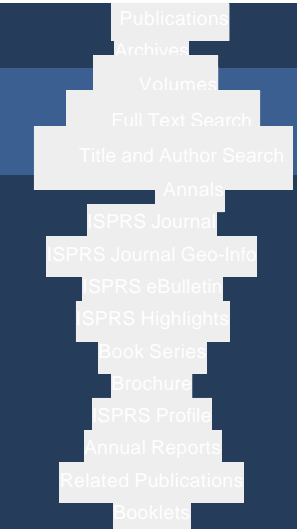 Publications
Archives
Volumes
Full Text Search
Title and Author Search
Annals
ISPRS Journal
ISPRS Journal Geo-Info
ISPRS eBulletin
ISPRS Highlights
Book Series
Brochure
ISPRS Profile
Annual Reports
Related Publications
Booklets